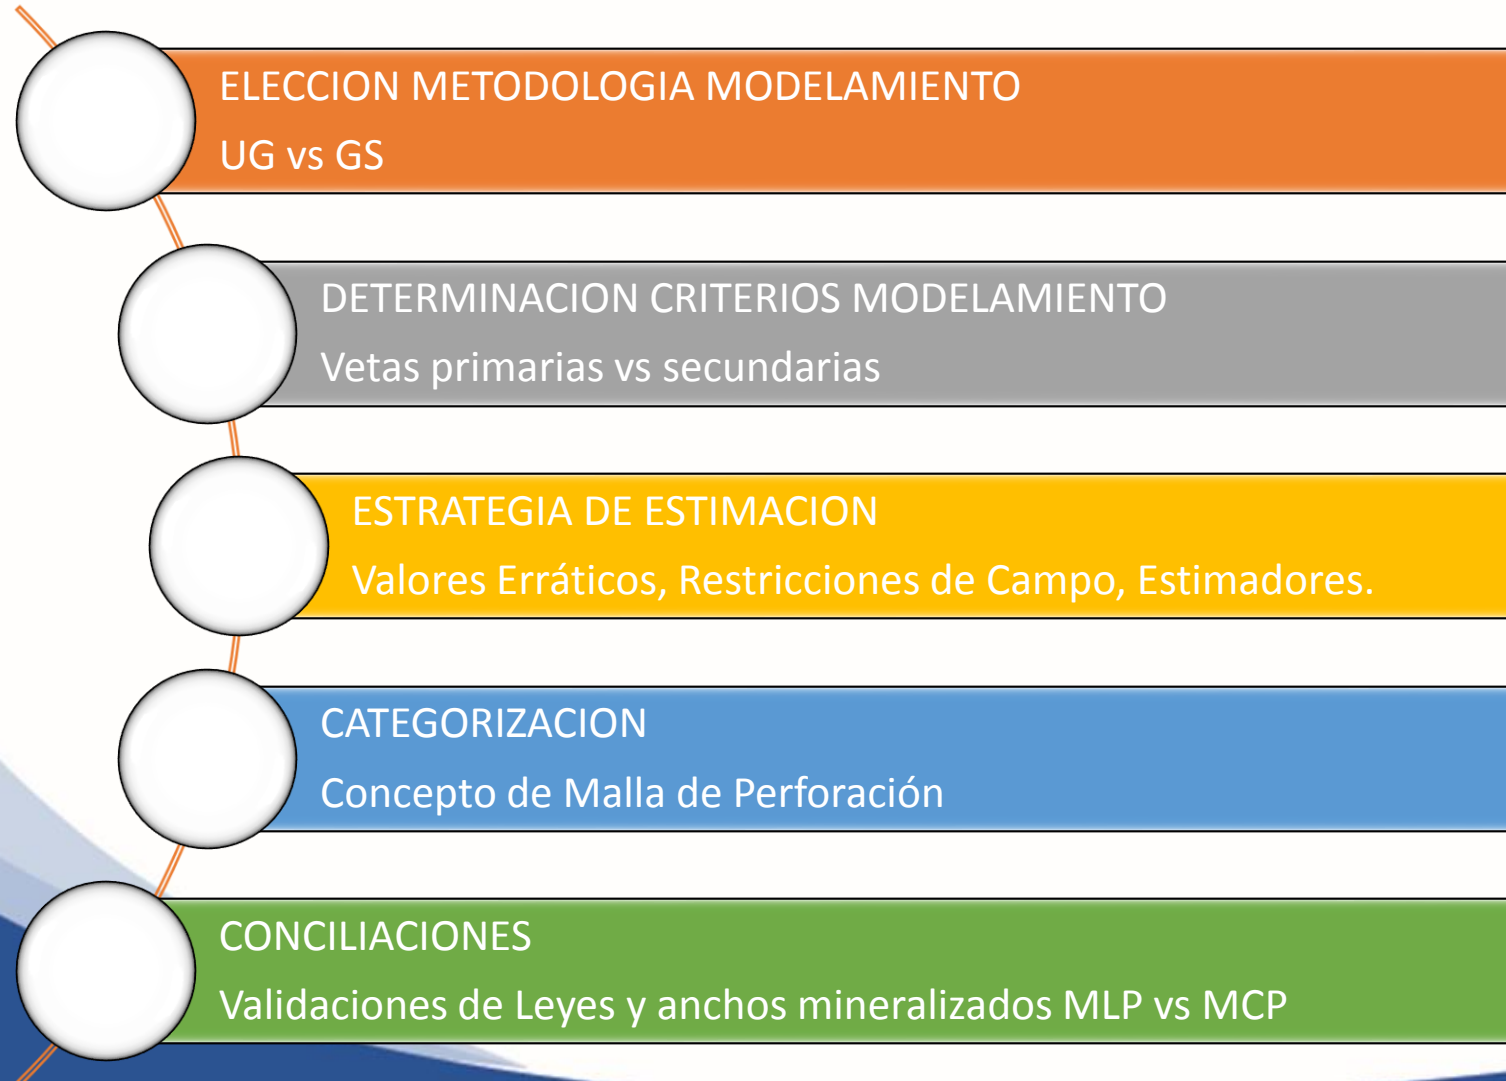 ELECCION METODOLOGIA MODELAMIENTO
UG vs GS
DETERMINACION CRITERIOS MODELAMIENTO
Vetas primarias vs secundarias
ESTRATEGIA DE ESTIMACION
Valores Erráticos, Restricciones de Campo, Estimadores.
CATEGORIZACION
Concepto de Malla de Perforación
CONCILIACIONES
Validaciones de Leyes y anchos mineralizados MLP vs MCP